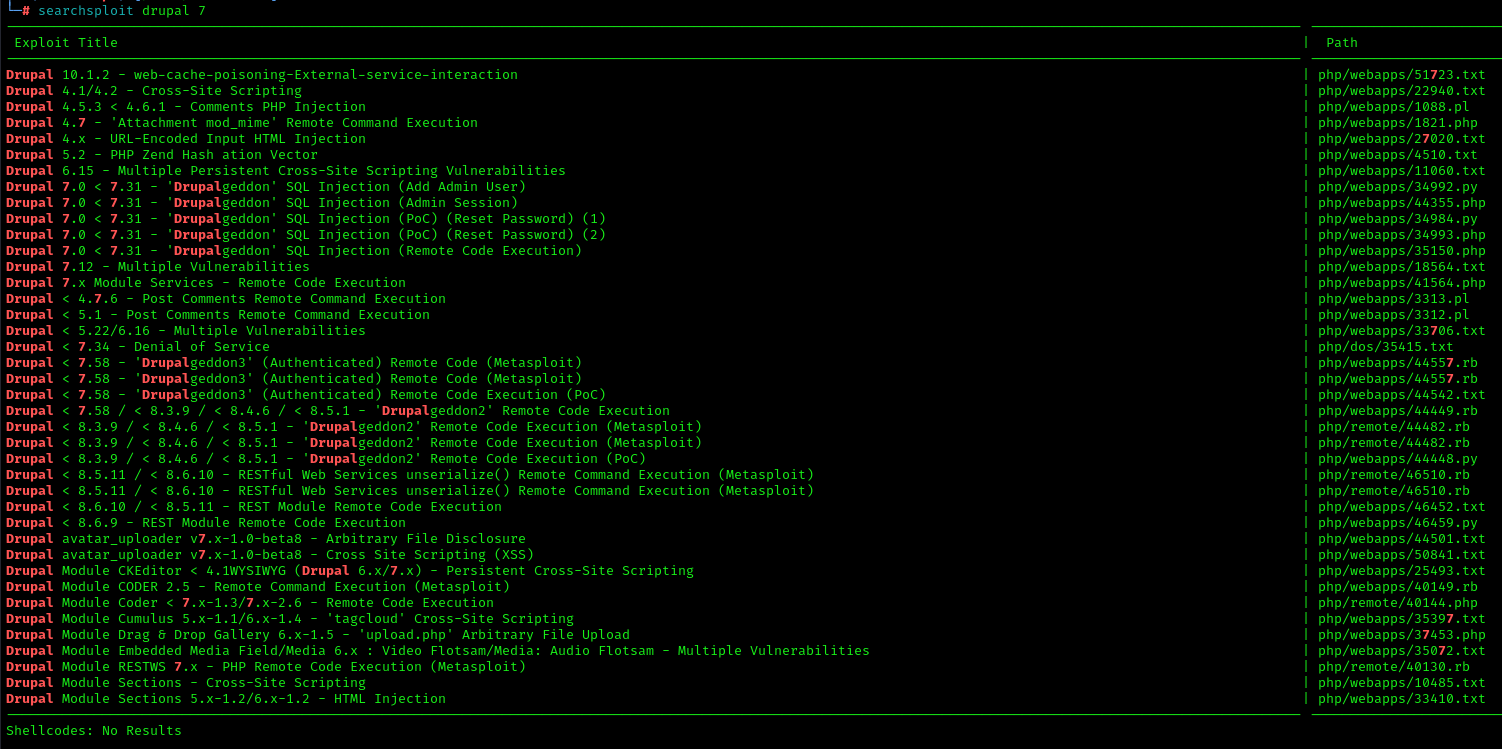 └─# searchsploit drupal 7
Exploit Title | Path
Drupal 10.1.2 - web-cache-poisoning-External-service-interaction | php/webapps/51723.txt
Drupal 4.1/4.2 - Cross-Site Scripting | php/webapps/22940.txt
Drupal 4.5.3 < 4.6.1 - Comments PHP Injection | php/webapps/1088.pl
Drupal 4.7 - 'Attachment mod_mime' Remote Command Execution | php/webapps/1821.php
Drupal 4.x - URL-Encoded Input HTML Injection | php/webapps/27020.txt
Drupal 5.2 - PHP Zend Hash ation Vector | php/webapps/4510.txt
Drupal 6.15 - Multiple Persistent Cross-Site Scripting Vulnerabilities | php/webapps/11060.txt
Drupal 7.0 < 7.31 - 'Drupalgeddon' SQL Injection (Add Admin User) | php/webapps/34992.py
Drupal 7.0 < 7.31 - 'Drupalgeddon' SQL Injection (Admin Session) | php/webapps/44355.php
Drupal 7.0 < 7.31 - 'Drupalgeddon' SQL Injection (PoC) (Reset Password) (1) | php/webapps/34984.py
Drupal 7.0 < 7.31 - 'Drupalgeddon' SQL Injection (PoC) (Reset Password) (2) | php/webapps/34993.php
Drupal 7.0 < 7.31 - 'Drupalgeddon' SQL Injection (Remote Code Execution) | php/webapps/35150.php
Drupal 7.12 - Multiple Vulnerabilities | php/webapps/18564.txt
Drupal 7.x Module Services - Remote Code Execution | php/webapps/41564.php
Drupal < 4.7.6 - Post Comments Remote Command Execution | php/webapps/3313.pl
Drupal < 5.1 - Post Comments Remote Command Execution | php/webapps/3312.pl
Drupal < 5.22/6.16 - Multiple Vulnerabilities | php/webapps/33706.txt
Drupal < 7.34 - Denial of Service | php/dos/35415.txt
Drupal < 7.58 - 'Drupalgeddon3' (Authenticated) Remote Code (Metasploit) | php/webapps/44557.rb
Drupal < 7.58 - 'Drupalgeddon3' (Authenticated) Remote Code (Metasploit) | php/webapps/44557.rb
Drupal < 7.58 - 'Drupalgeddon3' (Authenticated) Remote Code Execution (PoC) | php/webapps/44542.txt
Drupal < 7.58 / < 8.3.9 / < 8.4.6 / < 8.5.1 - 'Drupalgeddon2' Remote Code Execution | php/webapps/44449.rb
Drupal < 8.3.9 / < 8.4.6 / < 8.5.1 - 'Drupalgeddon2' Remote Code Execution (Metasploit) | php/remote/44482.rb
Drupal < 8.3.9 / < 8.4.6 / < 8.5.1 - 'Drupalgeddon2' Remote Code Execution (Metasploit) | php/remote/44482.rb
Drupal < 8.3.9 / < 8.4.6 / < 8.5.1 - 'Drupalgeddon2' Remote Code Execution (PoC) | php/webapps/44448.py
Drupal < 8.5.11 / < 8.6.10 - RESTful Web Services unserialize() Remote Command Execution (Metasploit) | php/remote/46510.rb
Drupal < 8.5.11 / < 8.6.10 - RESTful Web Services unserialize() Remote Command Execution (Metasploit) | php/remote/46510.rb
Drupal < 8.6.10 / < 8.5.11 - REST Module Remote Code Execution | php/webapps/46452.txt
Drupal < 8.6.9 - REST Module Remote Code Execution | php/webapps/46459.py
Drupal avatar_uploader v7.x-1.0-beta8 - Arbitrary File Disclosure | php/webapps/44501.txt
Drupal avatar_uploader v7.x-1.0-beta8 - Cross Site Scripting (XSS) | php/webapps/50841.txt
Drupal Module CKEditor < 4.1WYSIWYG (Drupal 6.x/7.x) - Persistent Cross-Site Scripting | php/webapps/25493.txt
Drupal Module CODER 2.5 - Remote Command Execution (Metasploit) | php/webapps/40149.rb
Drupal Module Coder < 7.x-1.3/7.x-2.6 - Remote Code Execution | php/remote/40144.php
Drupal Module Cumulus 5.x-1.1/6.x-1.4 - 'tagcloud' Cross-Site Scripting | php/webapps/35397.txt
Drupal Module Drag & Drop Gallery 6.x-1.5 - 'upload.php' Arbitrary File Upload | php/webapps/37453.php
Drupal Module Embedded Media Field/Media 6.x : Video Flotsam/Media: Audio Flotsam - Multiple Vulnerabilities | php/webapps/35072.txt
Drupal Module RESTWS 7.x - PHP Remote Code Execution (Metasploit) | php/remote/40130.rb
Drupal Module Sections - Cross-Site Scripting | php/webapps/10485.txt
Drupal Module Sections 5.x-1.2/6.x-1.2 - HTML Injection | php/webapps/33410.txt
Shellcodes: No Results